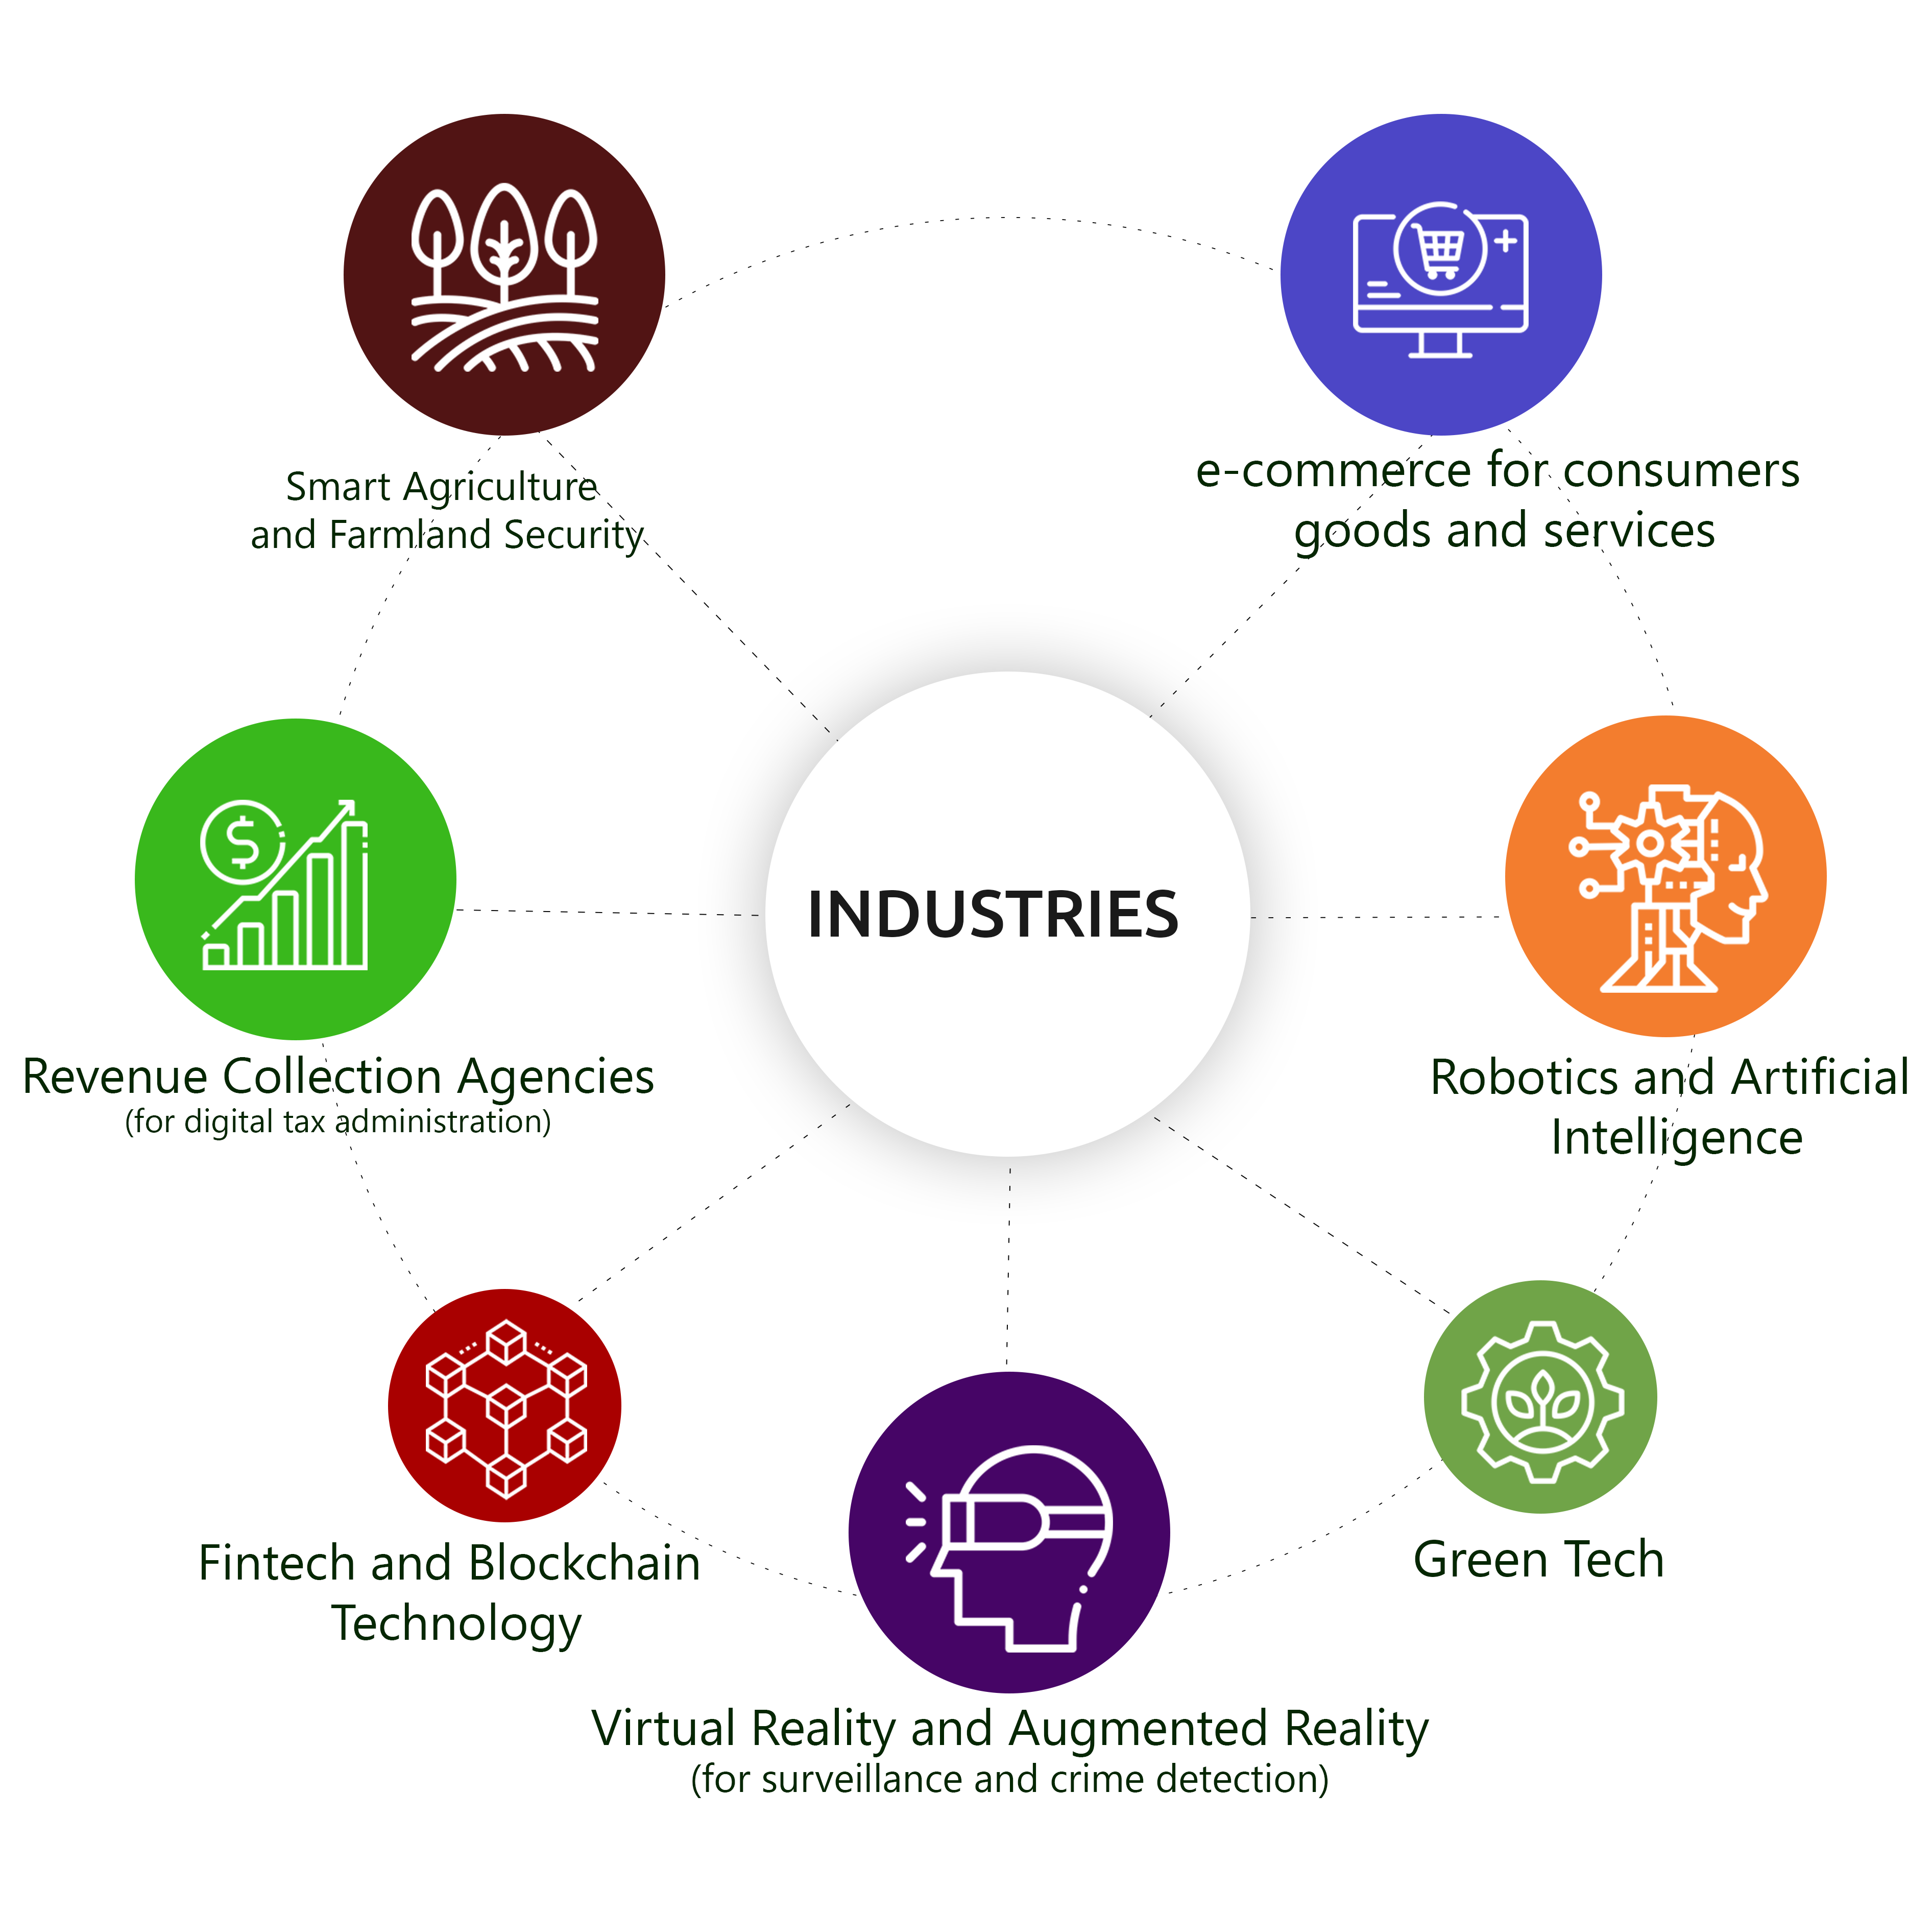 Smart Agriculture
and Farmland Security
e-commerce for consumers
goods and services
INDUSTRIES
Revenue Collection Agencies
(for digital tax administration)
Robotics and Artificial
Intelligence
Fintech and Blockchain
Technology
Green Tech
Virtual Reality and Augmented Reality
(for surveillance and crime detection)